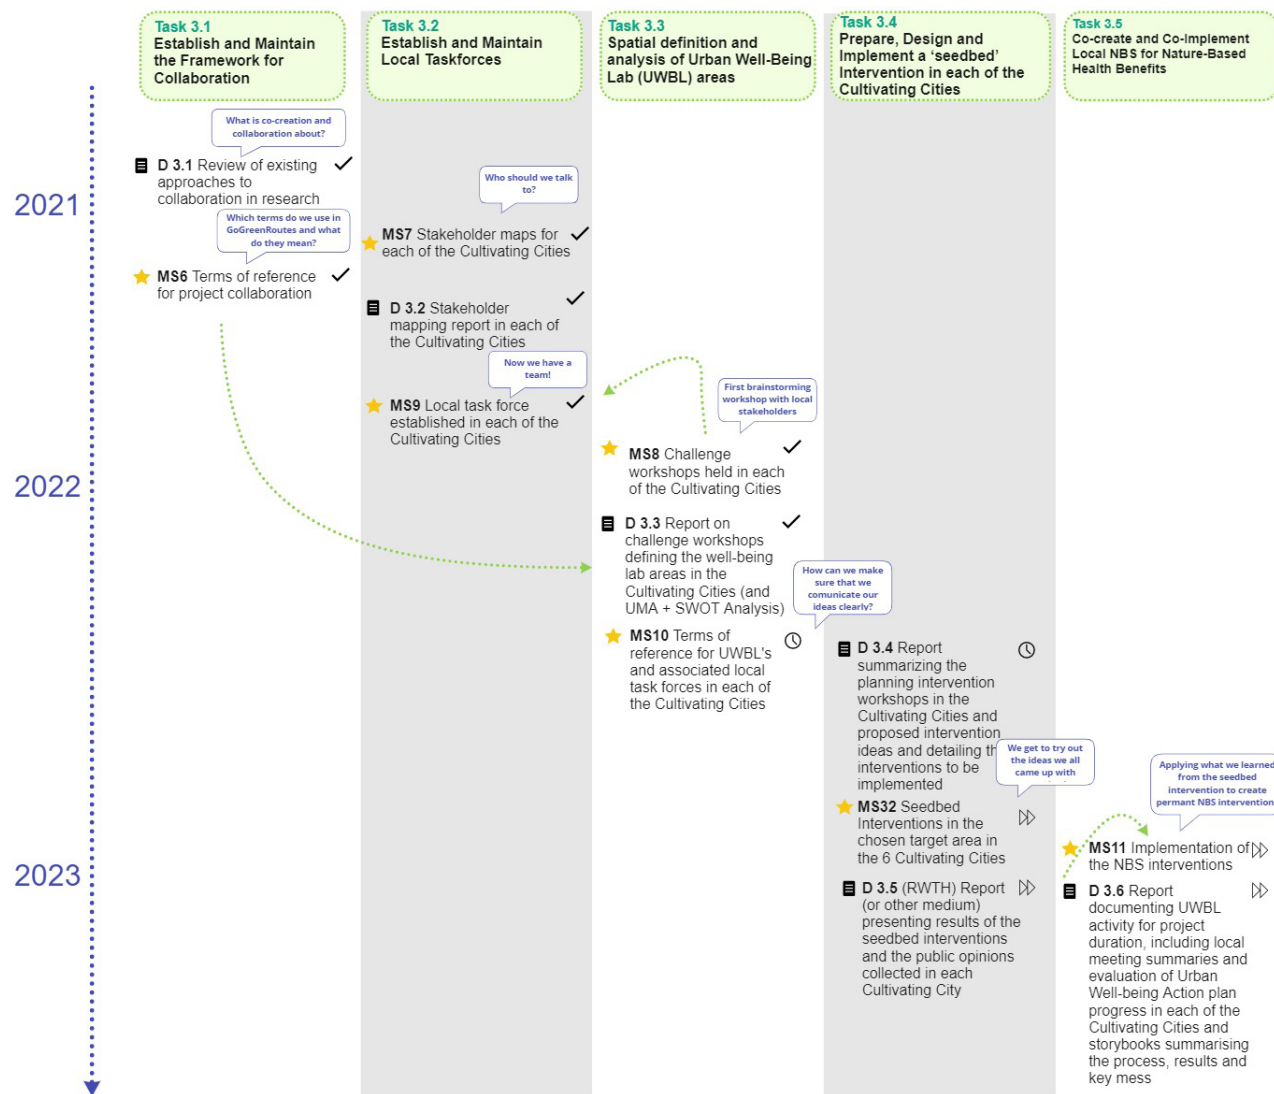 Task 3.1
Establish and Maintain
the Framework for
Collaboration
Task 3.2
Establish and Maintain
Local Taskforces
Task 3.3
Spatial definition and
analysis of Urban Well-Being
Lab (UWBL) areas
Task 3.4
Prepare, Design and
Implement a ‘seedbed’
Intervention in each of the
Cultivating Cities
Task 3.5
Co-create and Co-implement
Local NBS for Nature-Based
Health Benefits
2021
2022
2023
What is co-creation and
collaboration about?
D 3.1 Review of existing
approaches to
collaboration in research
Which terms do we use in
GoGreenRoutes and what
do they mean?
MS6 Terms of reference
for project collaboration
Who should we talk
to?
MS7 Stakeholder maps for
each of the Cultivating Cities
D 3.2 Stakeholder
mapping report in each of
the Cultivating Cities
Now we have a
team!
MS9 Local task force
established in each of the
Cultivating Cities
First brainstorming
workshop with local
stakeholders
MS8 Challenge
workshops held in each
of the Cultivating Cities
D 3.3 Report on
challenge workshops
defining the well-being
lab areas in the
Cultivating Cities (and
UMA + SWOT Analysis)
How can we make
sure that we
comunicate our
ideas clearly?
MS10 Terms of
reference for UWBL's
and associated local
task forces in each of
the Cultivating Cities
D 3.4 Report
summarizing the
planning intervention
workshops in the
Cultivating Cities and
proposed intervention
ideas and detailing th
interventions to be
implemented
We get to try out
the ideas we all
came up with
MS32 Seedbed
Interventions in the
chosen target area in
the 6 Cultivating Cities
D 3.5 (RWTH) Report
(or other medium)
presenting results of the
seedbed interventions
and the public opinions
collected in each
Cultivating City
Applying what we learned
from the seedbed
intervention to create
permant NBS intervention
MS11 Implementation of
the NBS interventions
D 3.6 Report
documenting UWBL
activity for project
duration, including local
meeting summaries and
evaluation of Urban
Well-being Action plan
progress in each of the
Cultivating Cities and
storybooks summarising
the process, results and
key mess